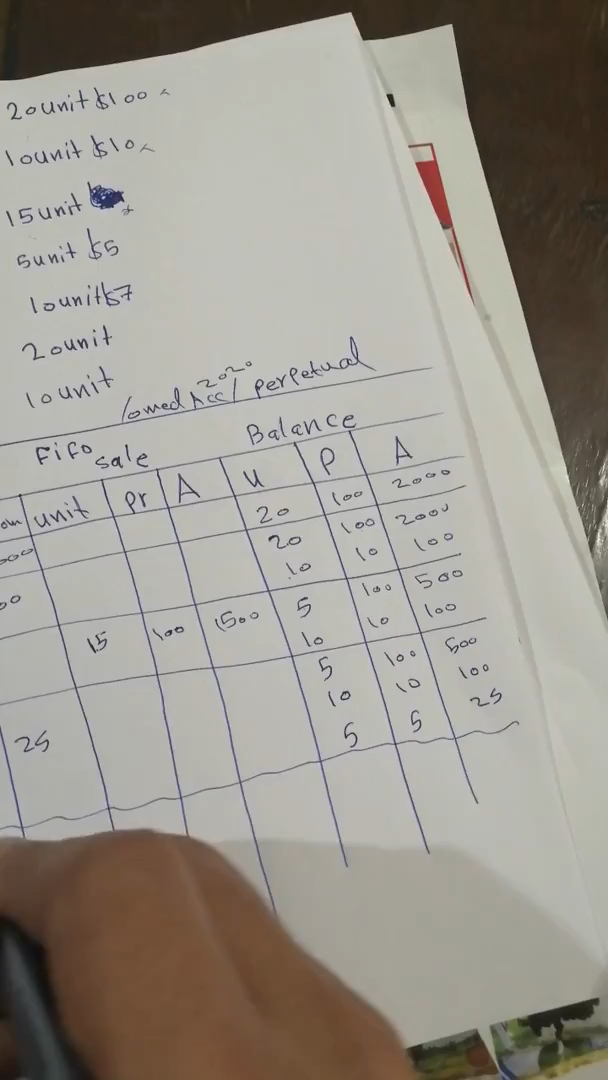 20unit $100
10unit $10
15unit
5unit $5
10unit $7
20unit
10unit
2020
Acc / perpetual
FiFo sale Balance
unit pr A U P A
20 100 2000
20 100 2000
10 10 100
15 100 1500 5 100 500
10 10 100
5 100 500
10 10 100
25 5 5 25